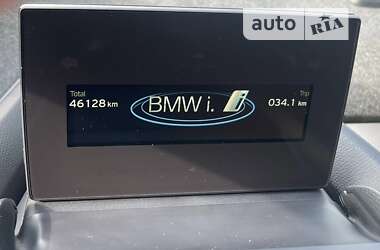 auto RIA
Total Trip
46128 km BMW i. i 034.1 km